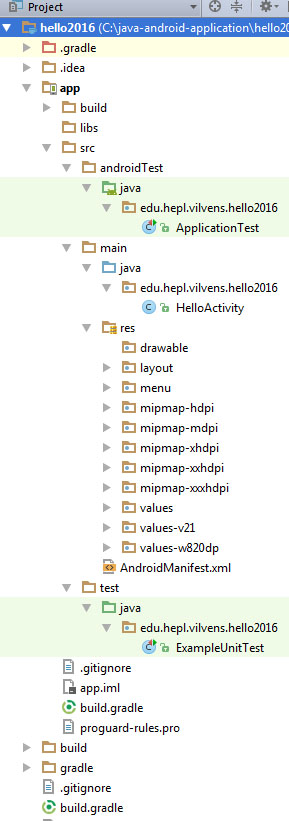 Project
hello2016 (C:\java-android-application\hello20
.gradle
.idea
app
build
libs
src
androidTest
java
edu.hepl.vilvens.hello2016
ApplicationTest
main
java
edu.hepl.vilvens.hello2016
HelloActivity
res
drawable
layout
menu
mipmap-hdpi
mipmap-mdpi
mipmap-xhdpi
mipmap-xxhdpi
mipmap-xxxhdpi
values
values-v21
values-w820dp
AndroidManifest.xml
test
java
edu.hepl.vilvens.hello2016
ExampleUnitTest
.gitignore
app.iml
build.gradle
proguard-rules.pro
build
gradle
.gitignore
build.gradle